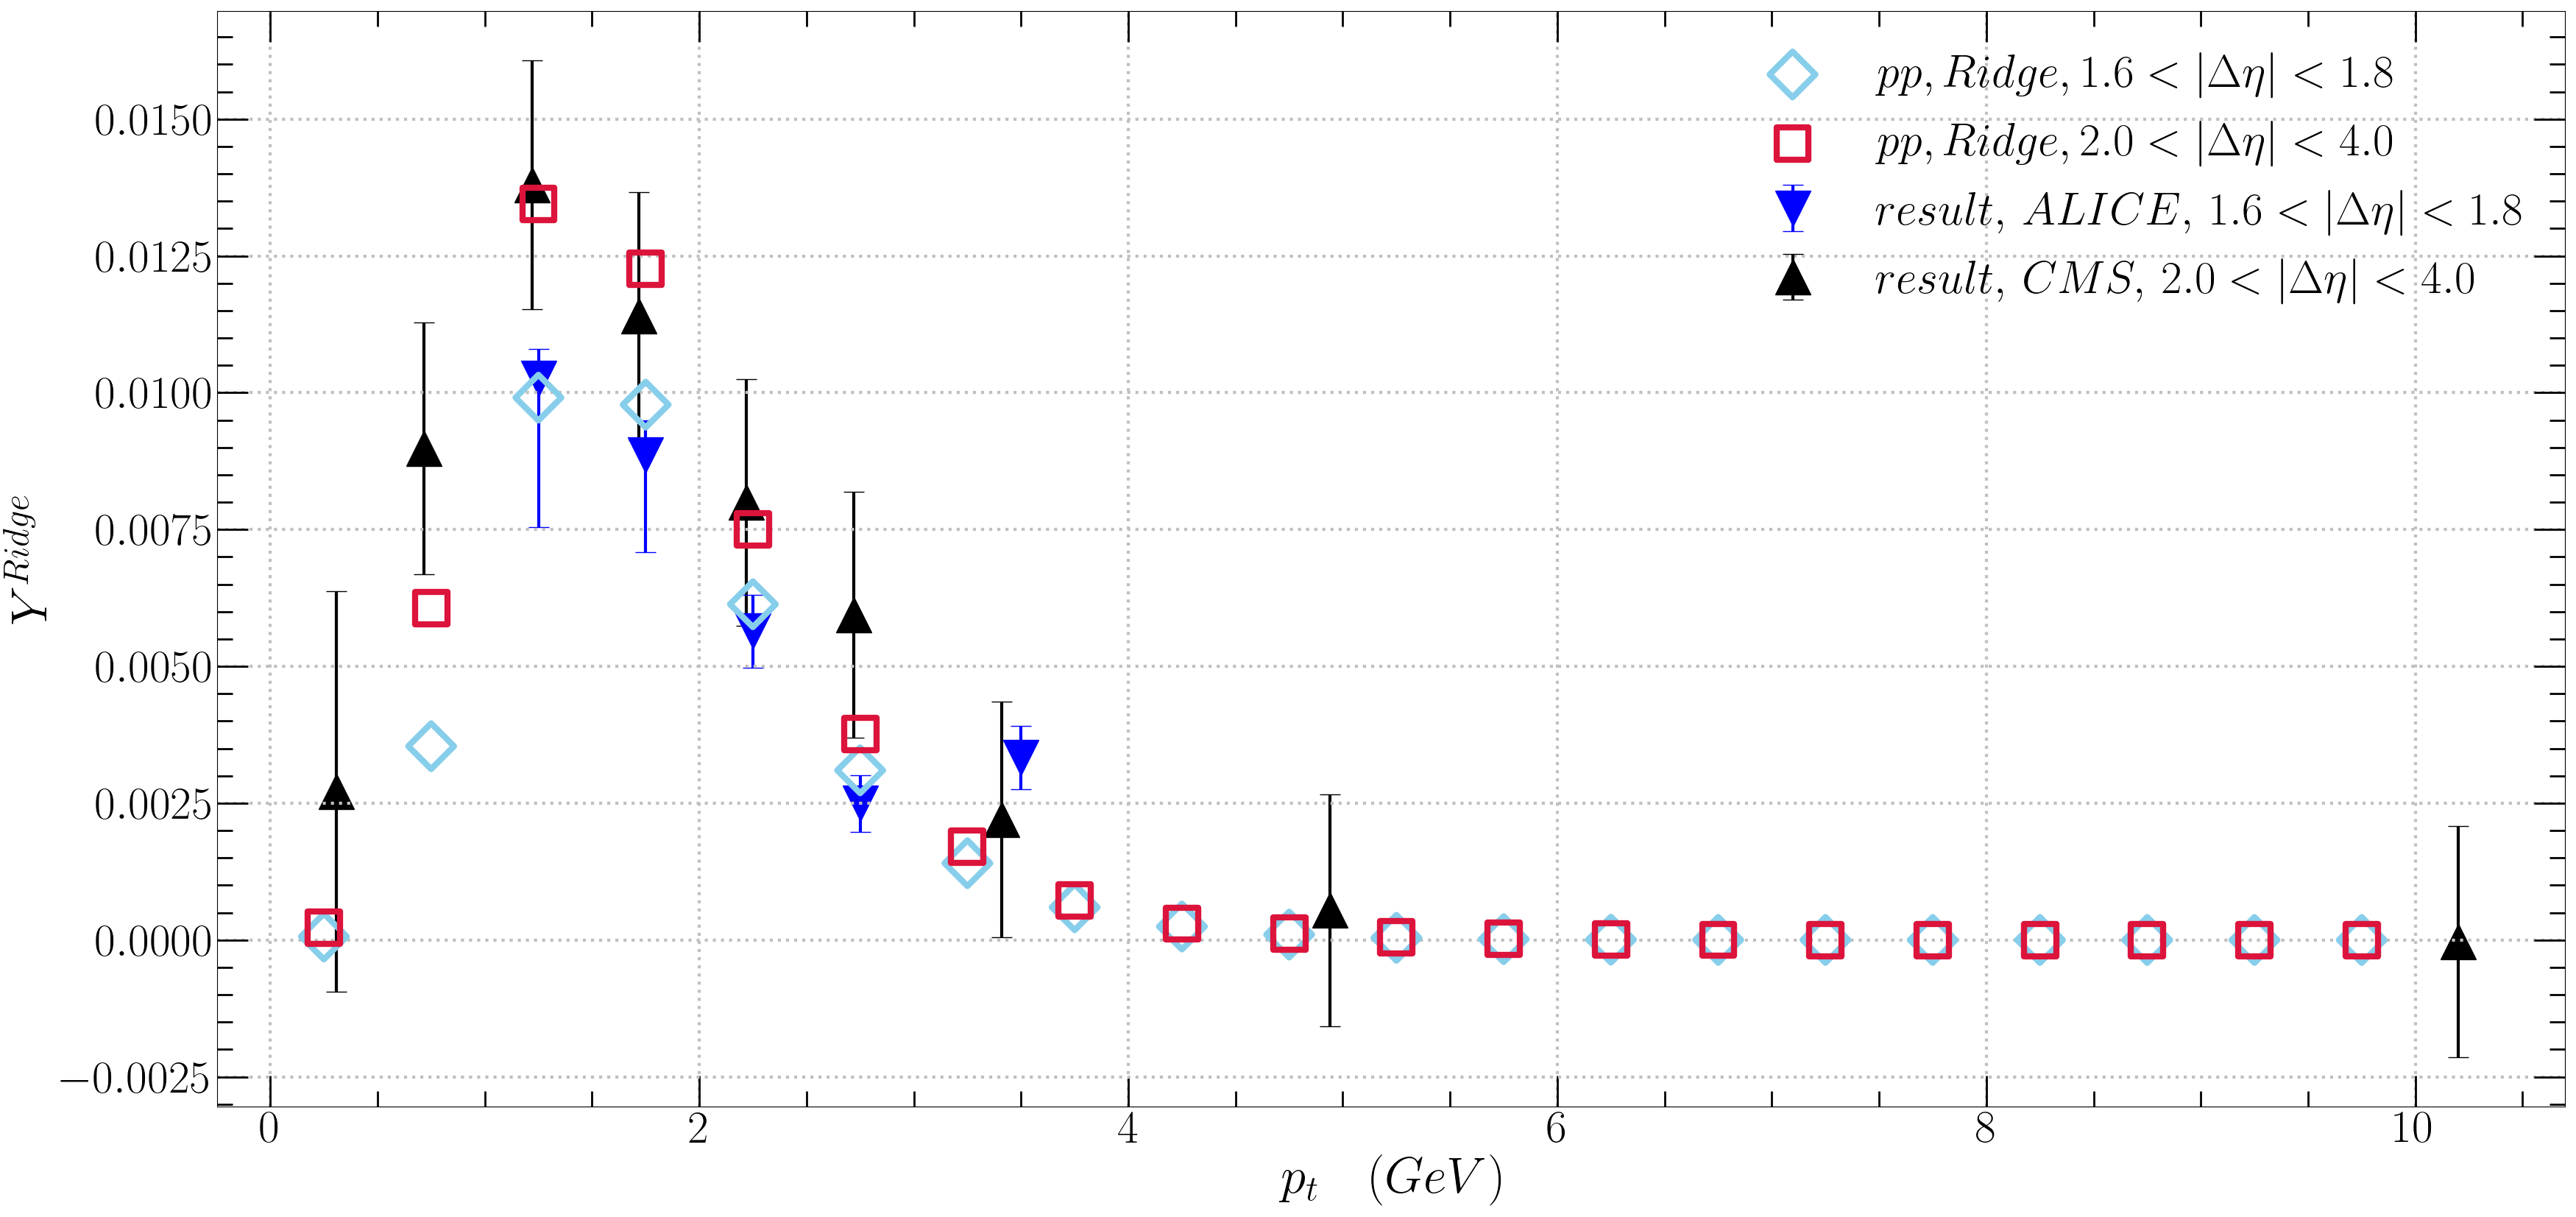 pp, Ridge, 1.6 < |Δη| < 1.8
pp, Ridge, 2.0 < |Δη| < 4.0
result, ALICE, 1.6 < |Δη| < 1.8
result, CMS, 2.0 < |Δη| < 4.0
0.0150
0.0125
0.0100
0.0075
0.0050
0.0025
0.0000
−0.0025
Y^{Ridge}
0 2 4 6 8 10
p_t (GeV)